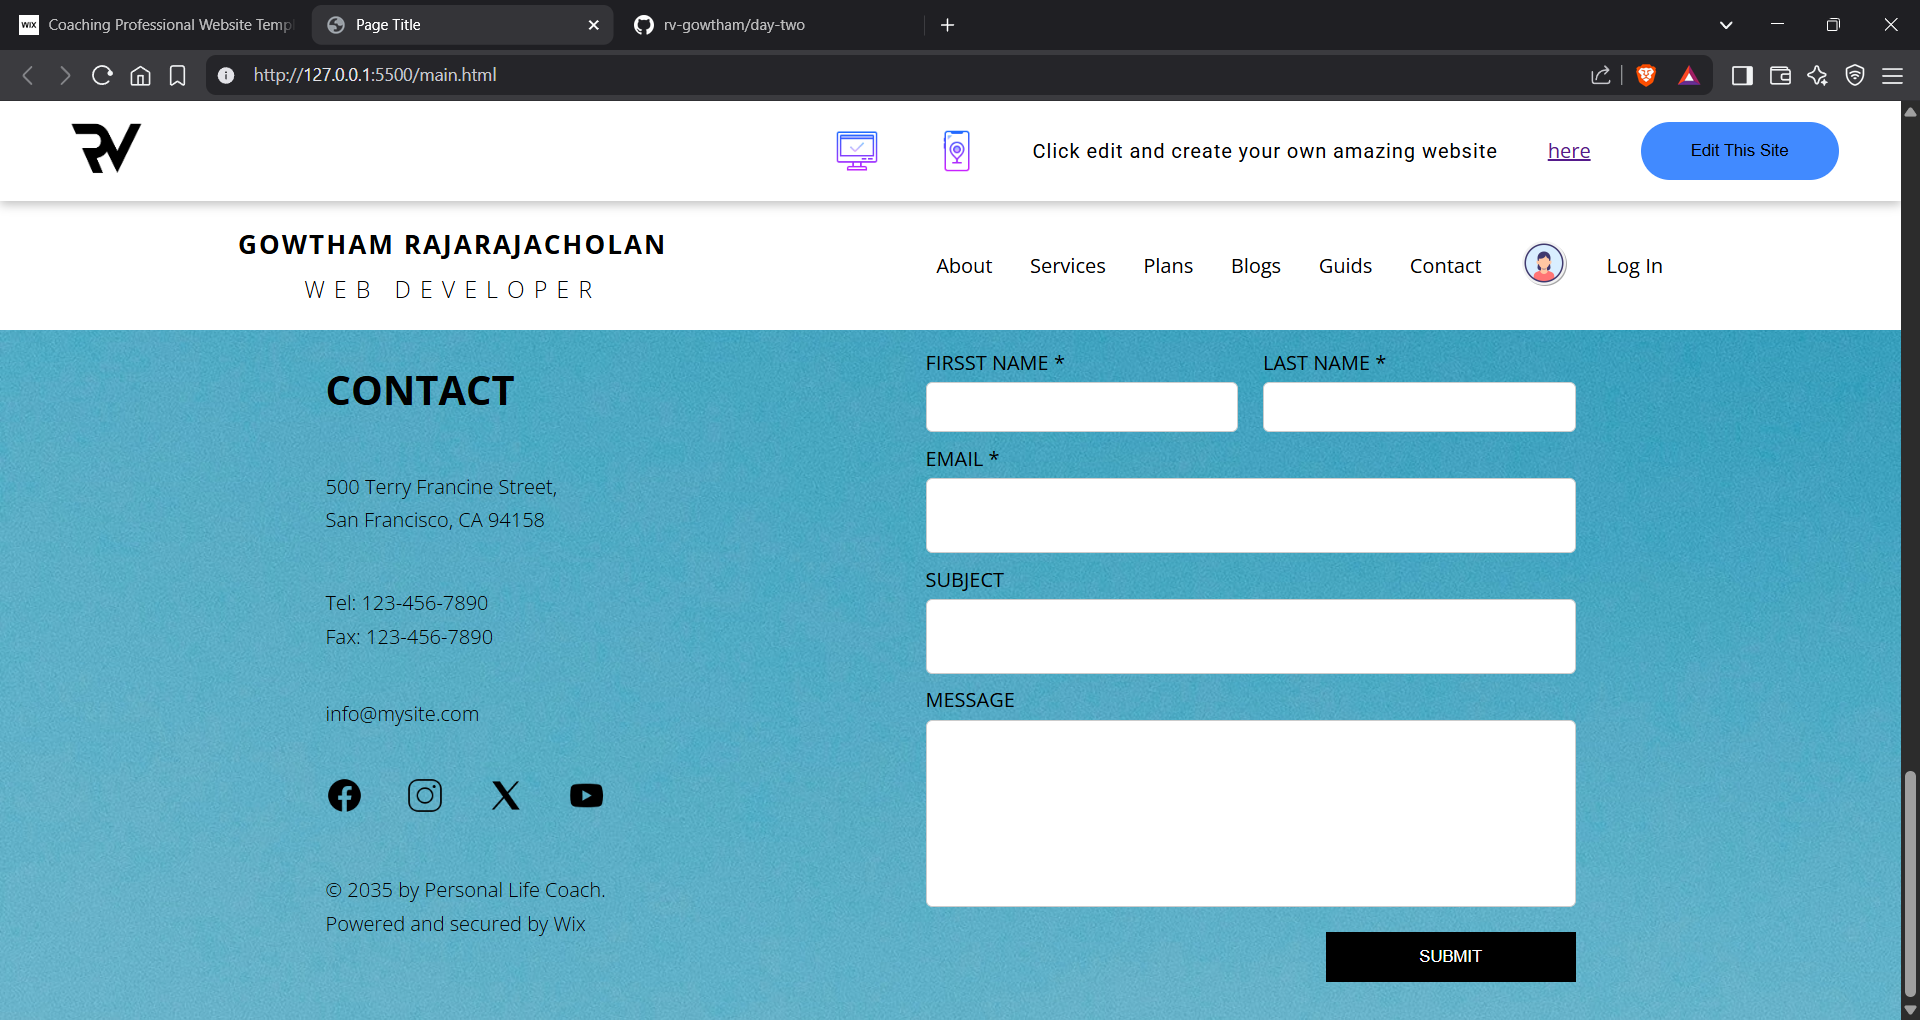 WIX Coaching Professional Website Temp
Page Title
rv-gowtham/day-two
http://127.0.0.1:5500/main.html
RV
Click edit and create your own amazing website here
Edit This Site
GOWTHAM RAJARAJACHOLAN
WEB DEVELOPER
About Services Plans Blogs Guids Contact Log In
CONTACT
500 Terry Francine Street,
San Francisco, CA 94158
Tel: 123-456-7890
Fax: 123-456-7890
info@mysite.com
© 2035 by Personal Life Coach.
Powered and secured by Wix
FIRSST NAME * LAST NAME *
EMAIL *
SUBJECT
MESSAGE
SUBMIT